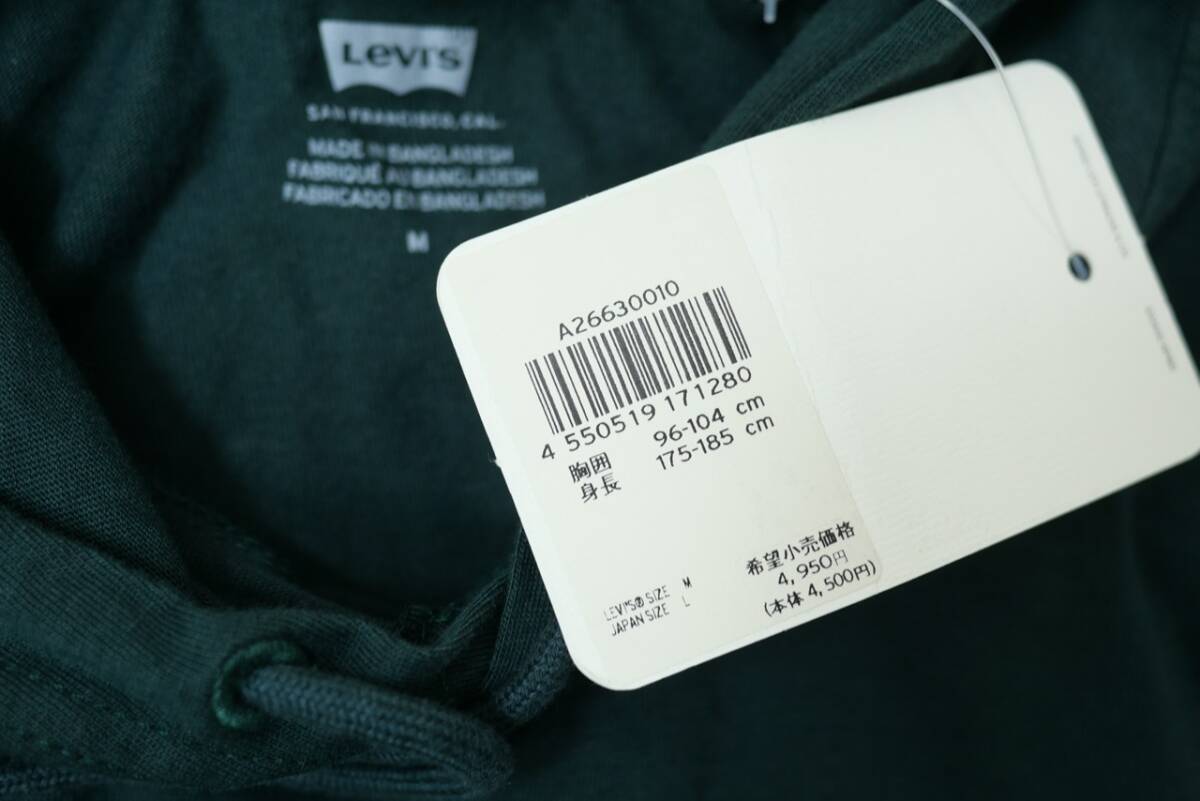 Levi's
SAN FRANCISCO, CAL.
MADE IN BANGLADESH
FABRIQUÉ AU BANGLADESH
FABRICADO EN BANGLADESH
M
A26630010
4 550519 171280
胸囲 96-104 cm
身長 175-185 cm
希望小売価格
4,950円
(本体 4,500円)
LEVI'S® SIZE M
JAPAN SIZE L